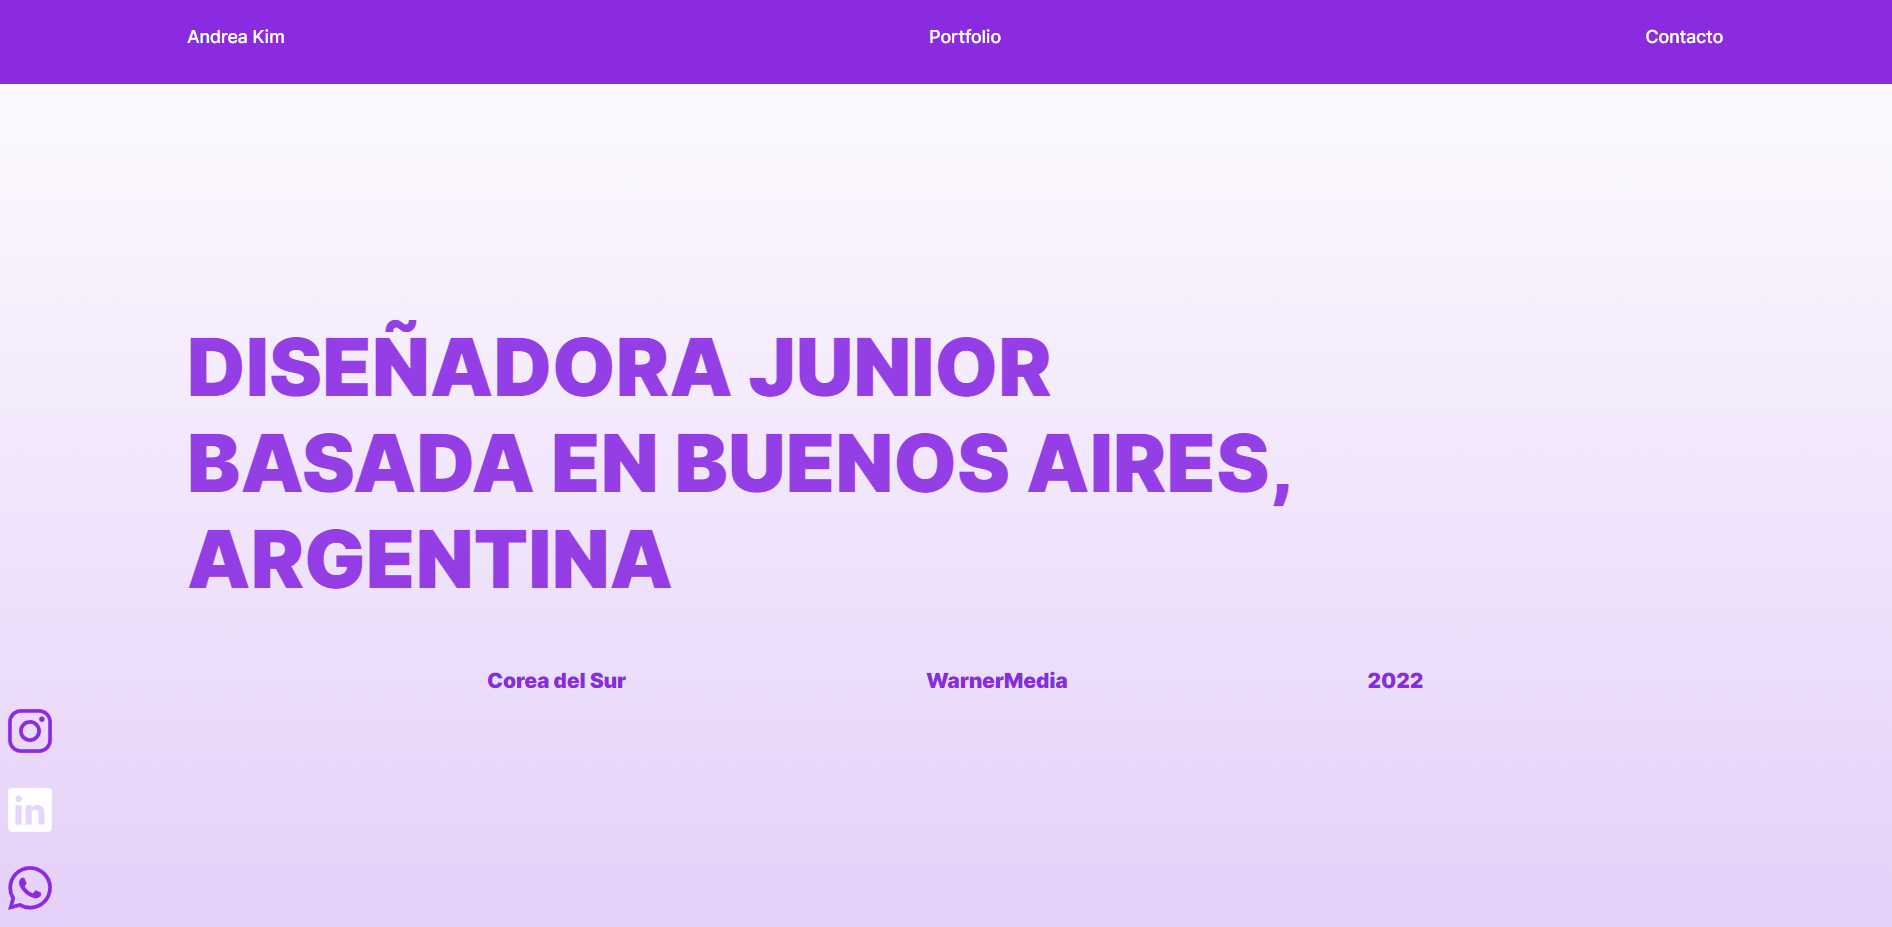 Andrea Kim
Portfolio
Contacto
DISEÑADORA JUNIOR
BASADA EN BUENOS AIRES,
ARGENTINA
Corea del Sur
WarnerMedia
2022
in